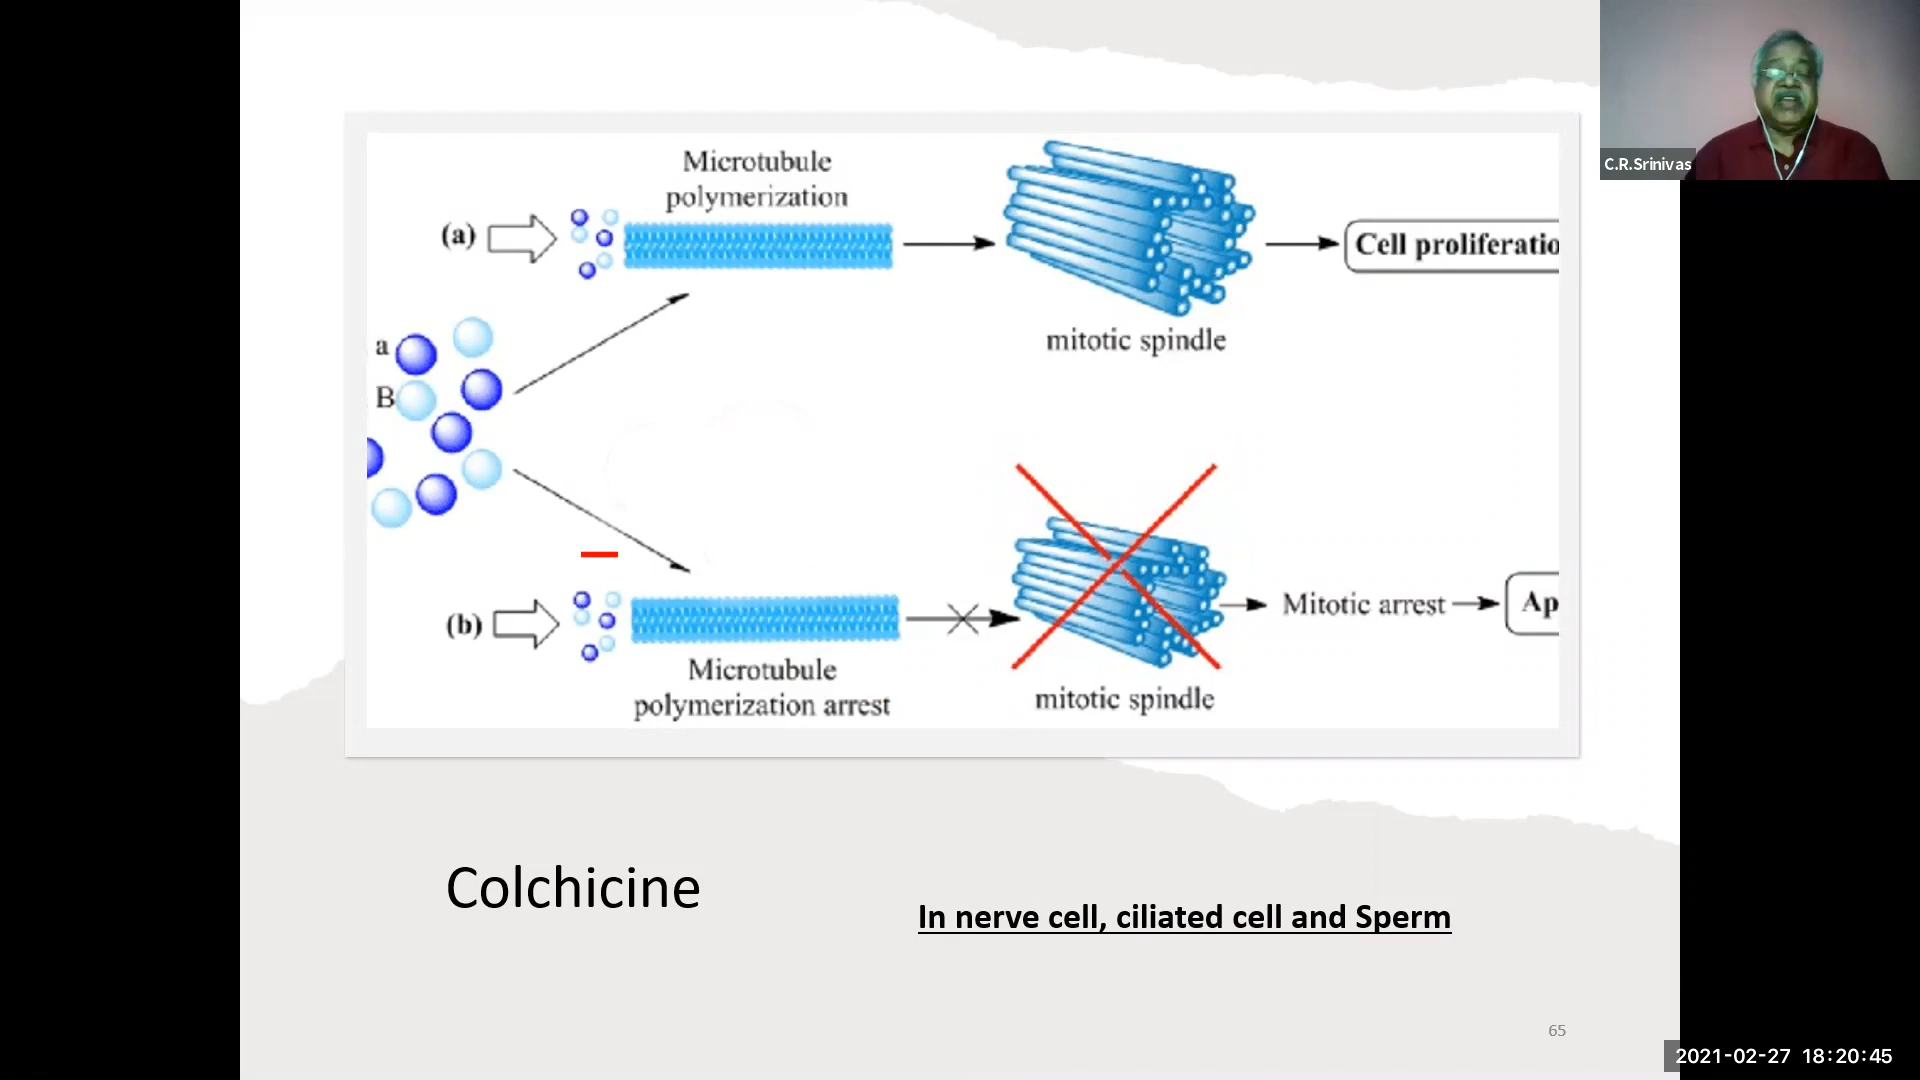 C.R.Srinivas
Microtubule
polymerization
(a)
Cell proliferatio
mitotic spindle
a
B
(b)
Mitotic arrest
Ap
Microtubule
polymerization arrest
mitotic spindle
Colchicine
In nerve cell, ciliated cell and Sperm
65
2021-02-27 18:20:45